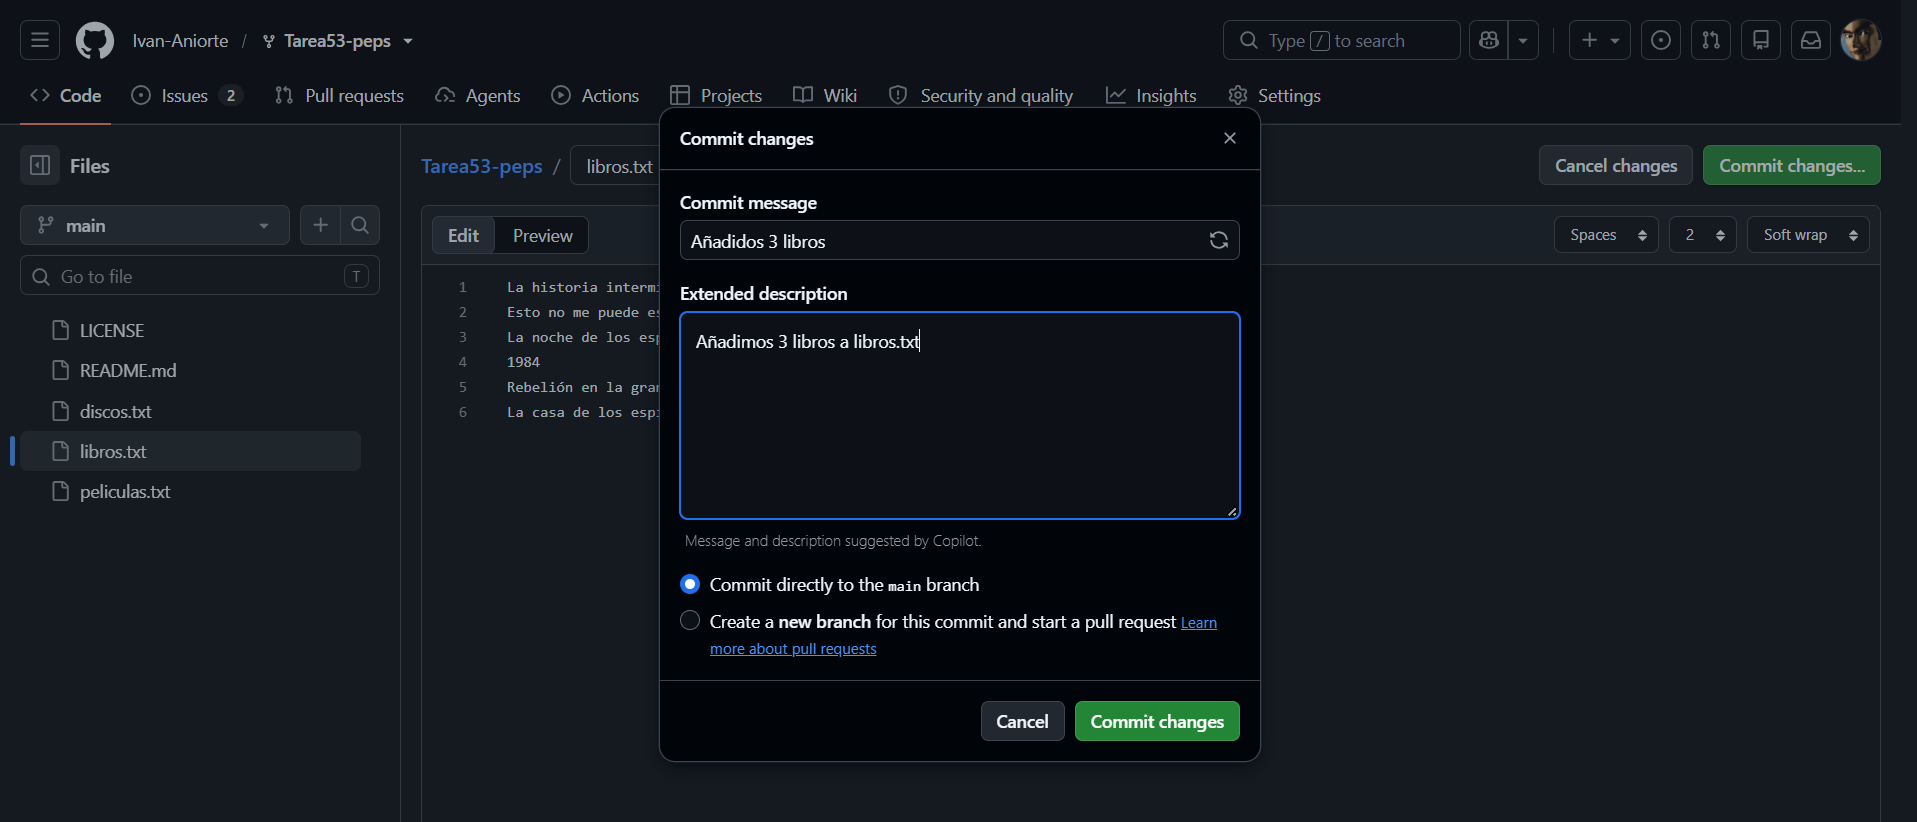 Ivan-Aniorte / Tarea53-peps
Type / to search
Code
Issues 2
Pull requests
Agents
Actions
Projects
Wiki
Security and quality
Insights
Settings
Files
main
Go to file T
LICENSE
README.md
discos.txt
libros.txt
peliculas.txt
Tarea53-peps / libros.txt
Cancel changes
Commit changes...
Edit
Preview
Spaces
2
Soft wrap
1 La historia
2 Esto no me puede
3 La noche de los
4 1984
5 Rebelión en la
6 La casa de los
Commit changes
Commit message
Añadidos 3 libros
Extended description
Añadimos 3 libros a libros.txt
Message and description suggested by Copilot.
Commit directly to the main branch
Create a new branch for this commit and start a pull request Learn
more about pull requests
Cancel
Commit changes